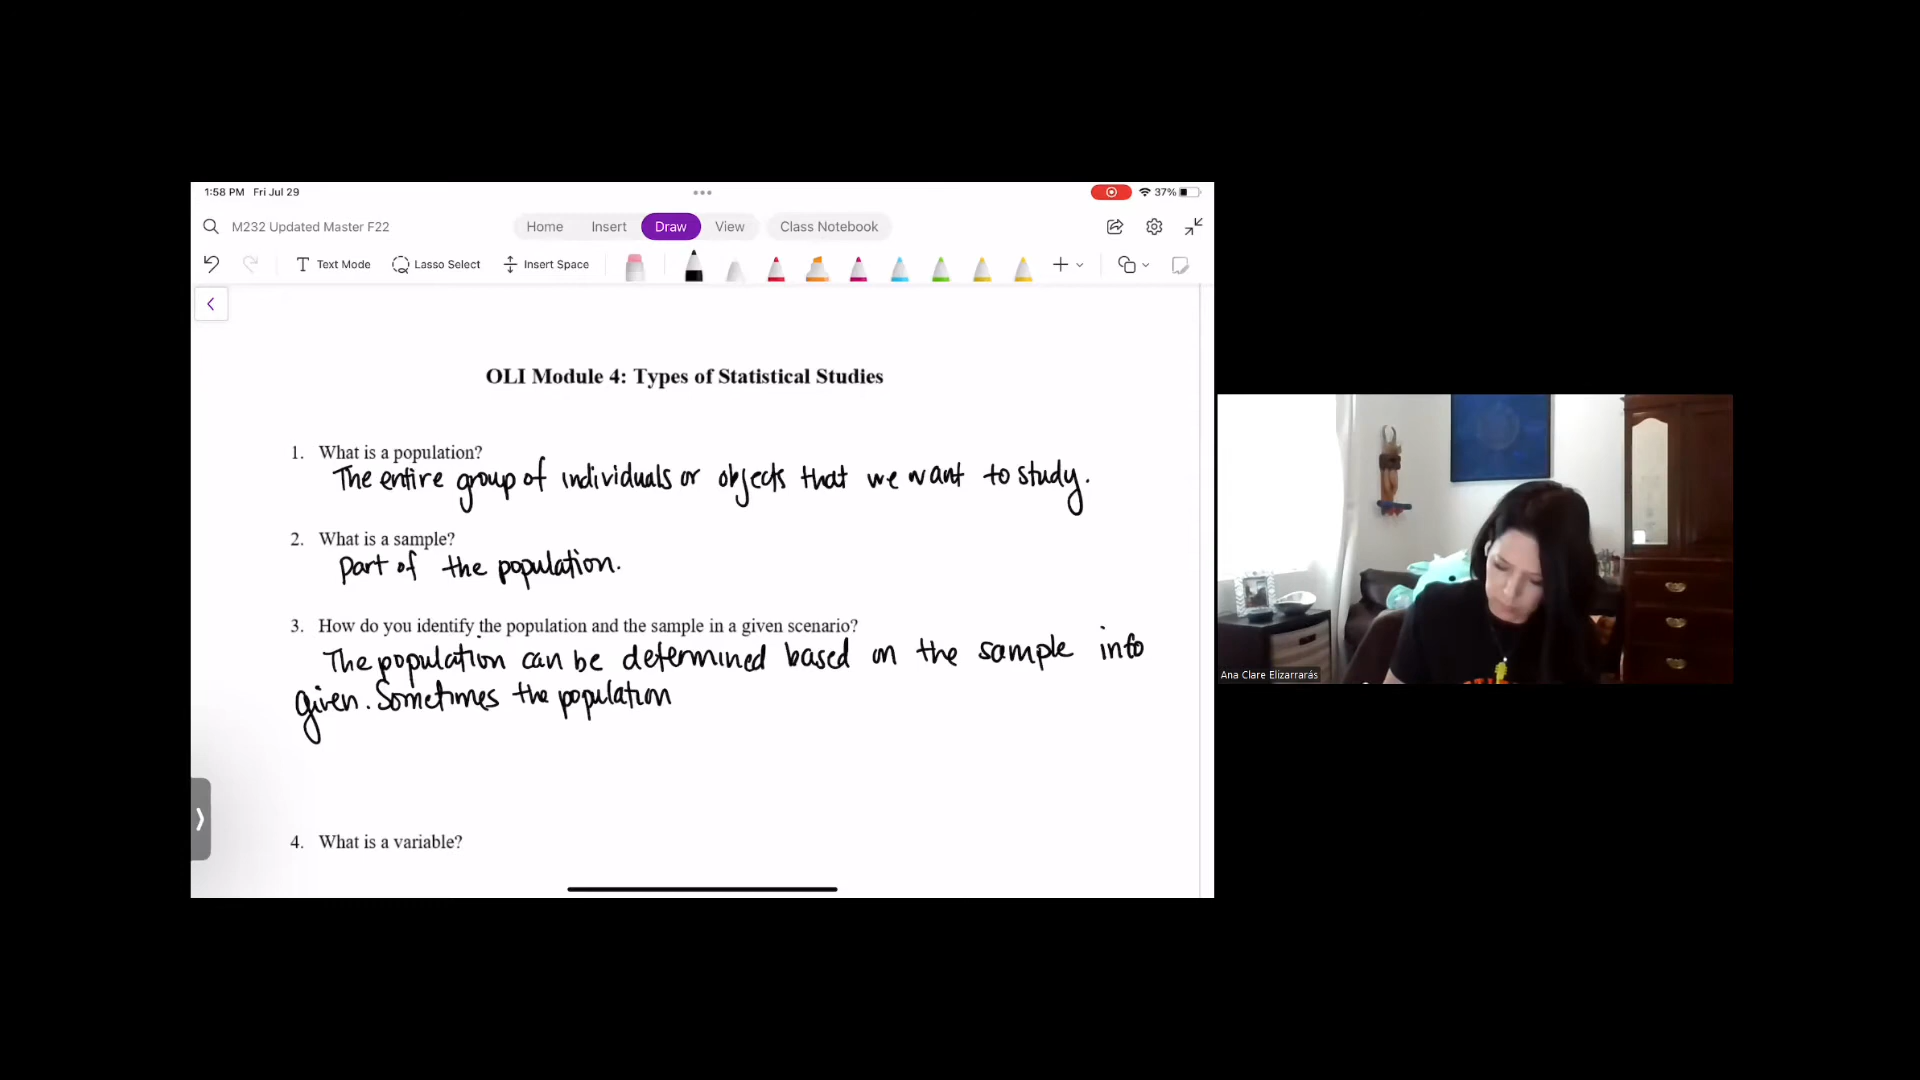 1:58 PM Fri Jul 29
37%
M232 Updated Master F22
Home Insert Draw View Class Notebook
Text Mode Lasso Select Insert Space
OLI Module 4: Types of Statistical Studies
1. What is a population?
The entire group of individuals or objects that we want to study.
2. What is a sample?
Part of the population.
3. How do you identify the population and the sample in a given scenario?
The population can be determined based on the sample info
given. Sometimes the population
4. What is a variable?
Ana Clare Elizarrarás